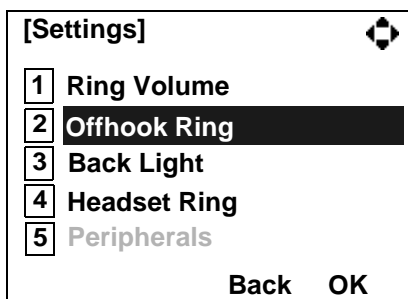 [Settings]
1 Ring Volume
2 Offhook Ring
3 Back Light
4 Headset Ring
5 Peripherals
Back OK